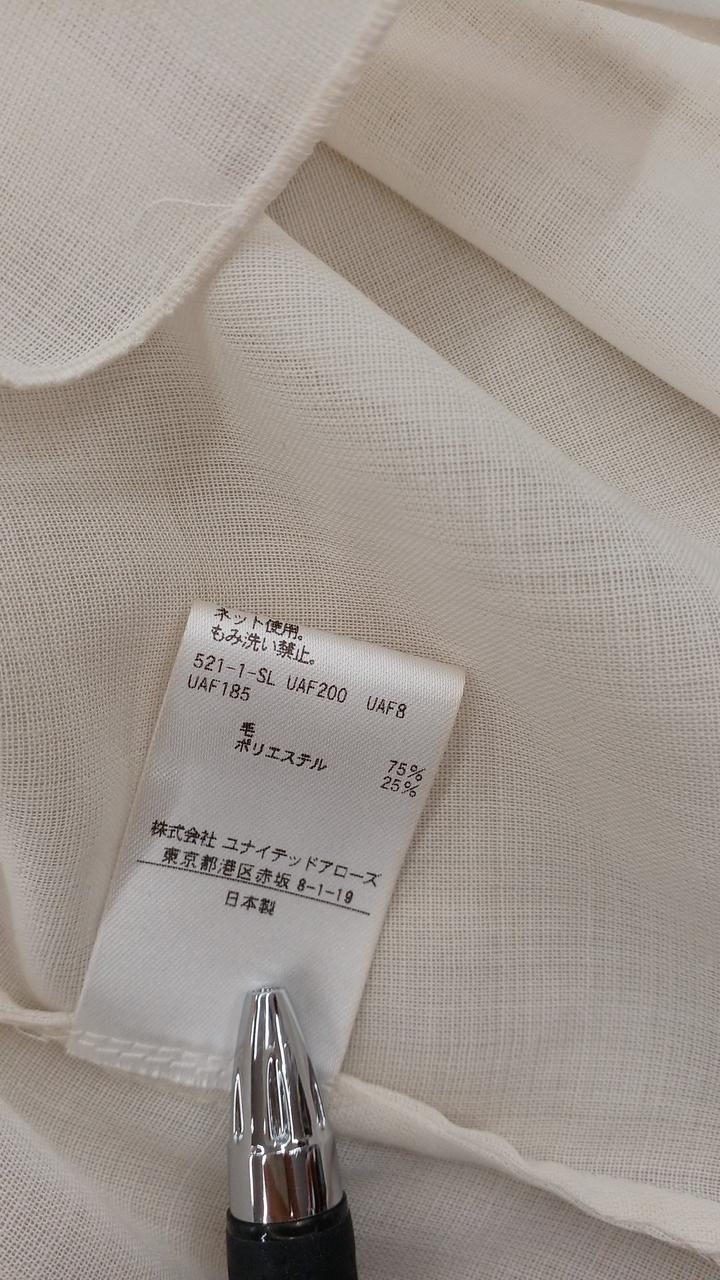 ネット使用。
もみ洗い禁止。
521-1-SL UAF200 UAF8
UAF185
毛 75%
ポリエステル 25%
株式会社 ユナイテッドアローズ
東京都港区赤坂 8-1-19
日本製